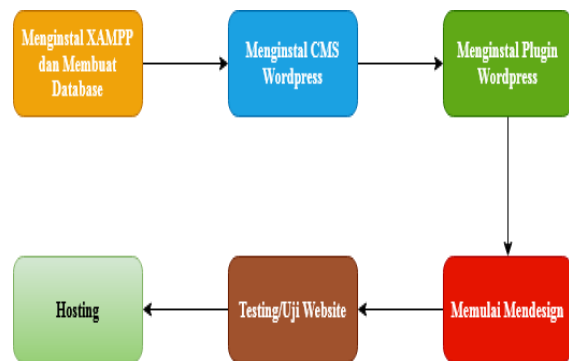 Menginstal XAMPP
dan Membuat
Database
Menginstal CMS
Wordpress
Menginstal Plugin
Wordpress
Memulai Mendesign
Testing/Uji Website
Hosting